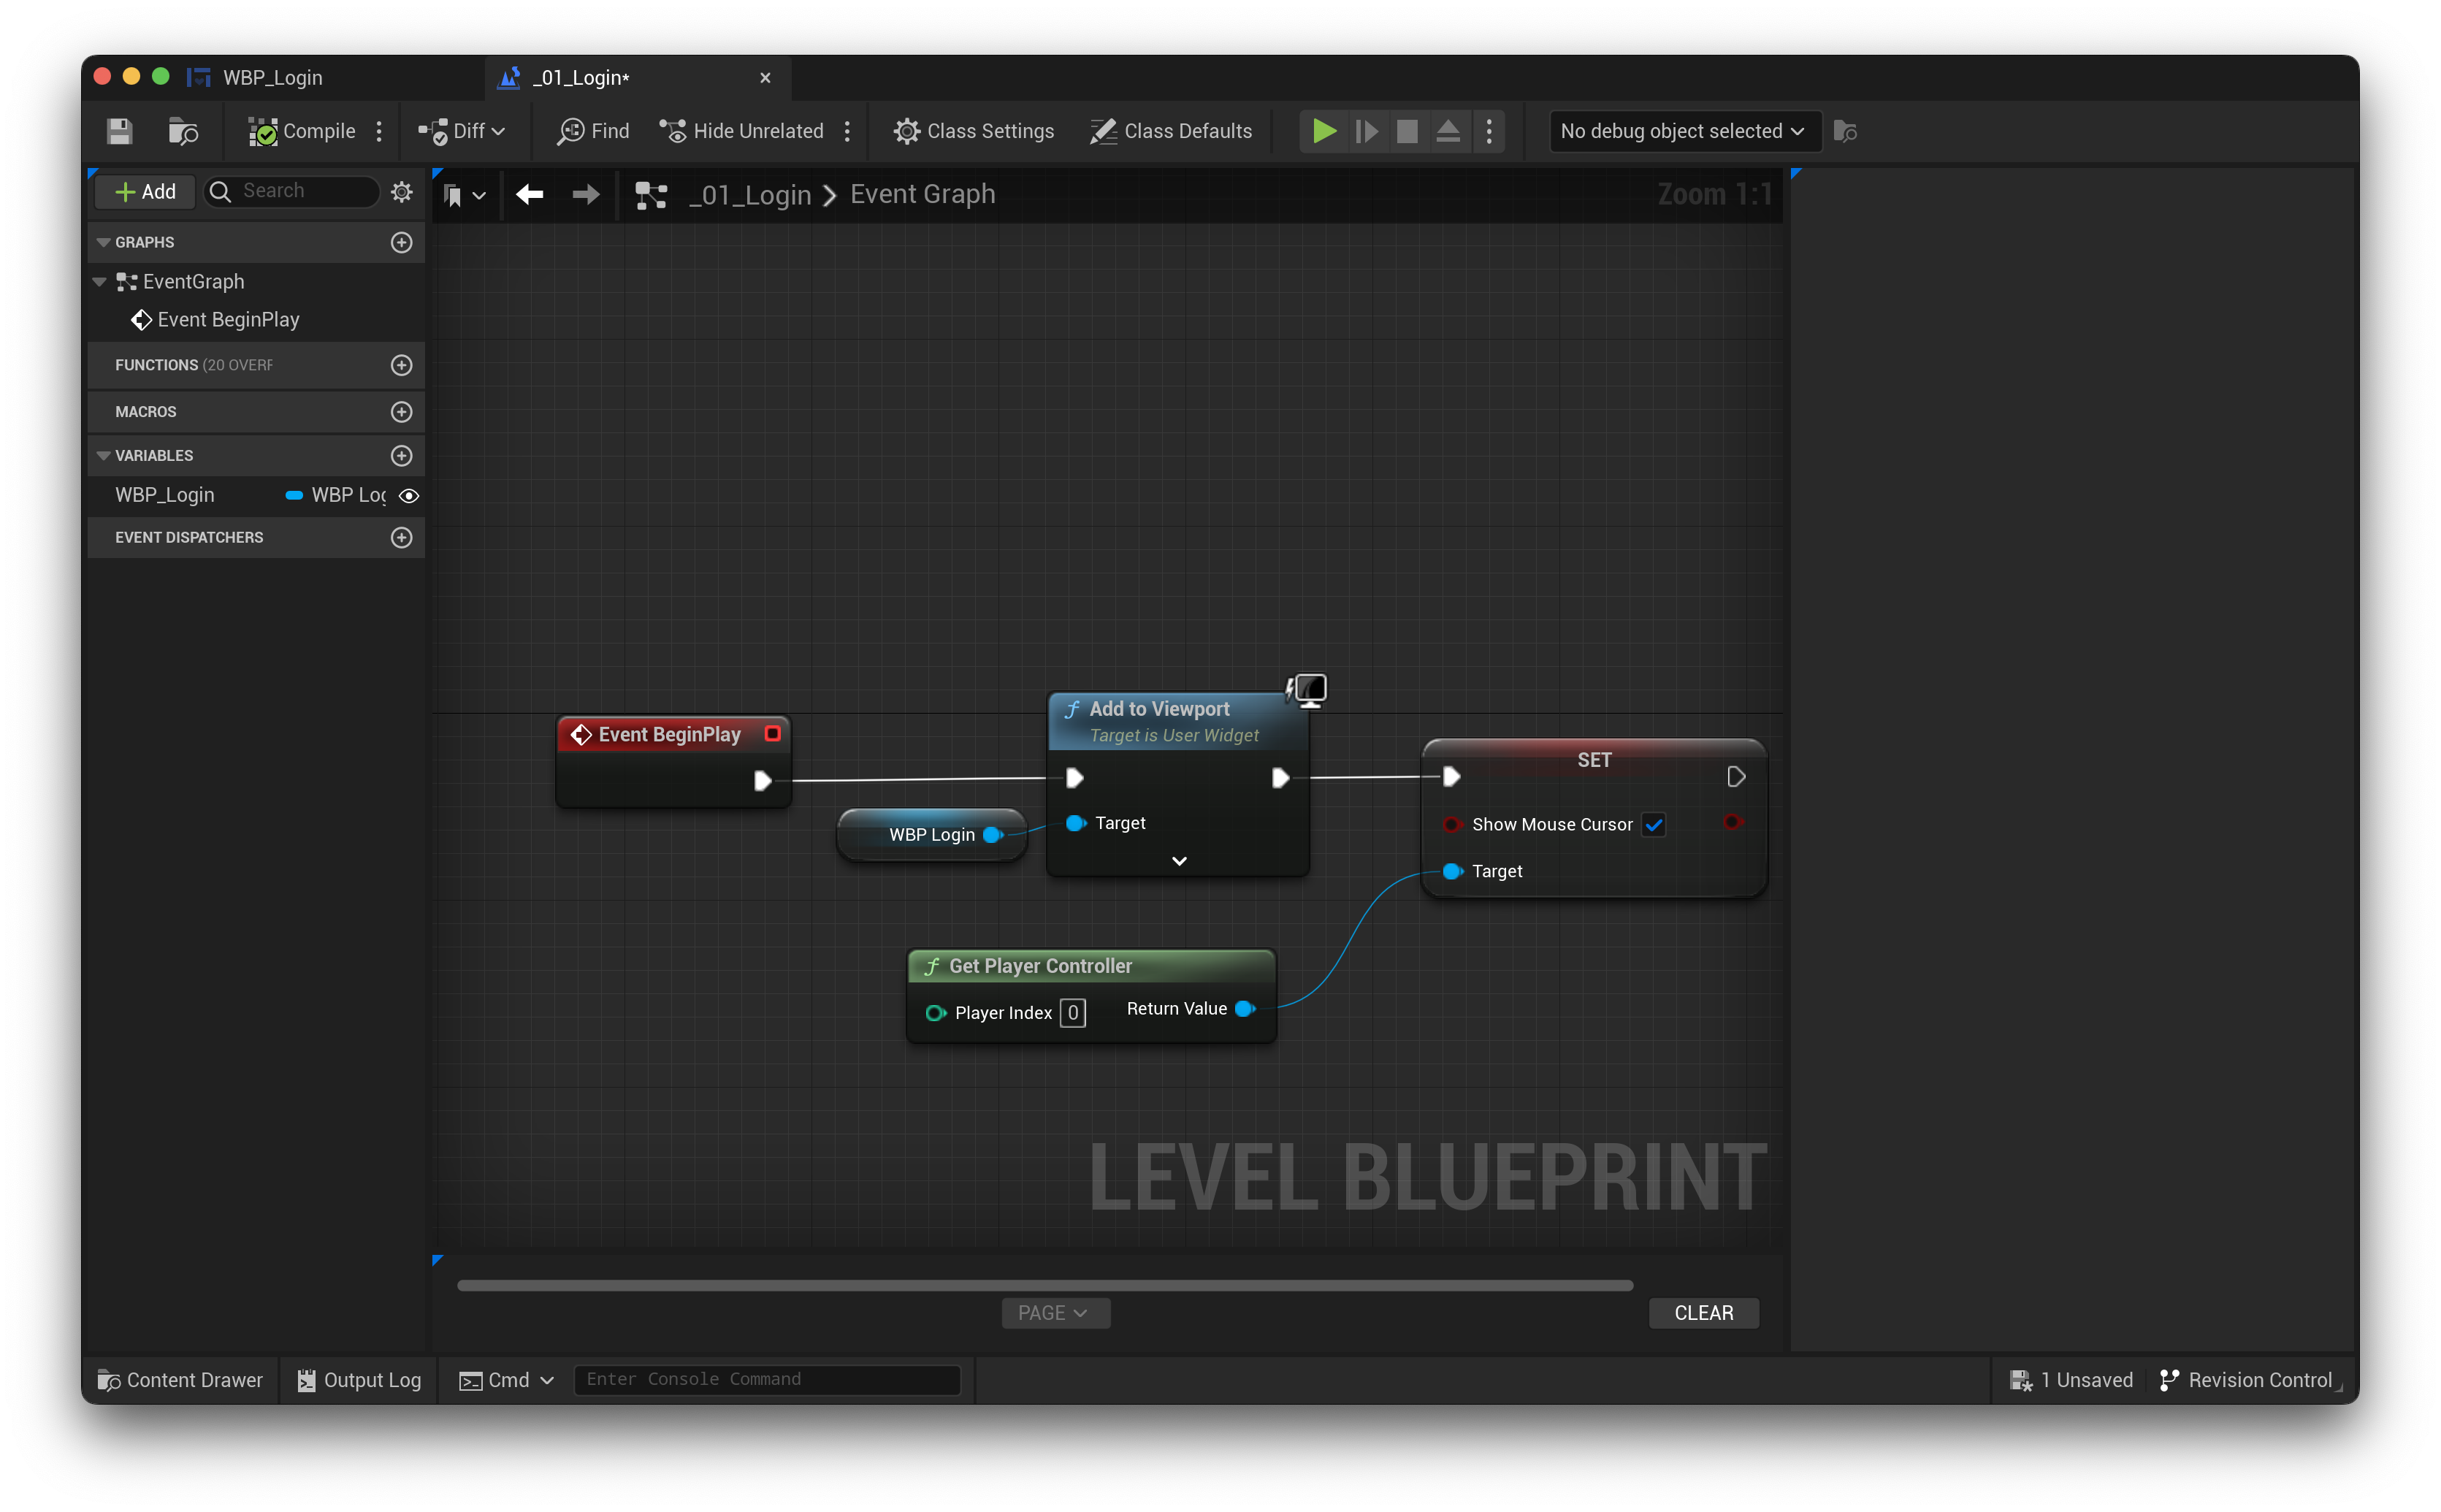 WBP_Login
_01_Login*
Compile
Diff
Find
Hide Unrelated
Class Settings
Class Defaults
No debug object selected
Add
Search
_01_Login > Event Graph
Zoom 1:1
GRAPHS
EventGraph
Event BeginPlay
FUNCTIONS (20 OVERF
MACROS
VARIABLES
WBP_Login
WBP Log
EVENT DISPATCHERS
Event BeginPlay
Add to Viewport
Target is User Widget
Target
WBP Login
SET
Show Mouse Cursor
Target
Get Player Controller
Player Index 0
Return Value
LEVEL BLUEPRINT
PAGE
CLEAR
Content Drawer
Output Log
Cmd
Enter Console Command
1 Unsaved
Revision Control